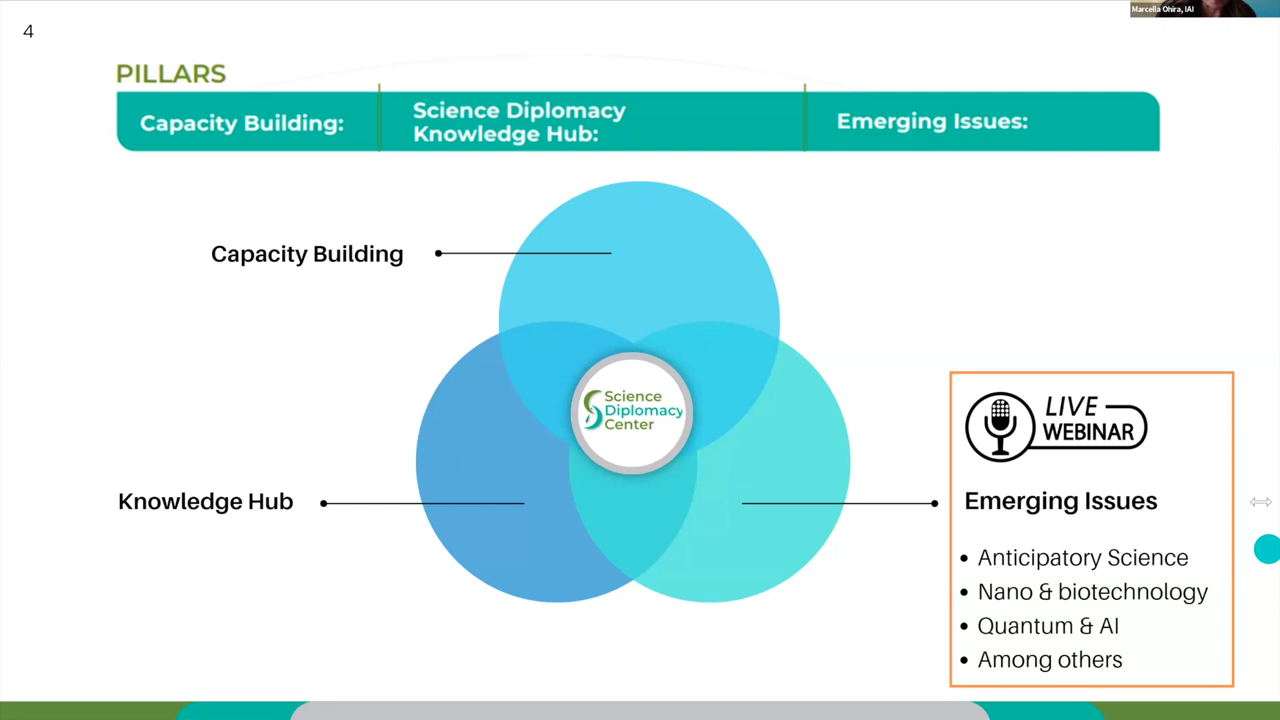 Marcella Ohira, IAI
4
PILLARS
Capacity Building:
Science Diplomacy
Knowledge Hub:
Emerging Issues:
Capacity Building
Science
Diplomacy
Center
LIVE
WEBINAR
Knowledge Hub
Emerging Issues
• Anticipatory Science
• Nano & biotechnology
• Quantum & AI
• Among others